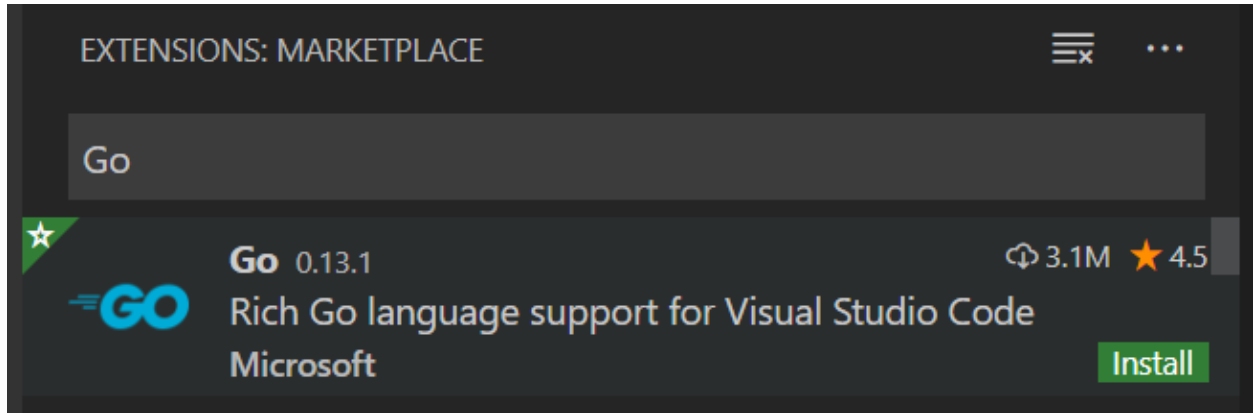 EXTENSIONS: MARKETPLACE
Go
Go 0.13.1 3.1M 4.5
GO
Rich Go language support for Visual Studio Code
Microsoft Install